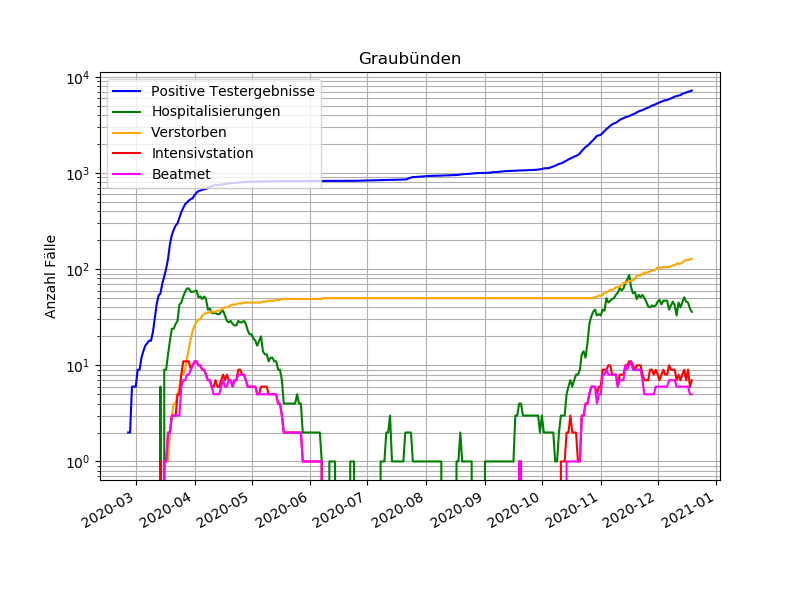 Graubünden
Anzahl Fälle
10^4
10^3
10^2
10^1
10^0
Positive Testergebnisse
Hospitalisierungen
Verstorben
Intensivstation
Beatmet
2020-03
2020-04
2020-05
2020-06
2020-07
2020-08
2020-09
2020-10
2020-11
2020-12
2021-01